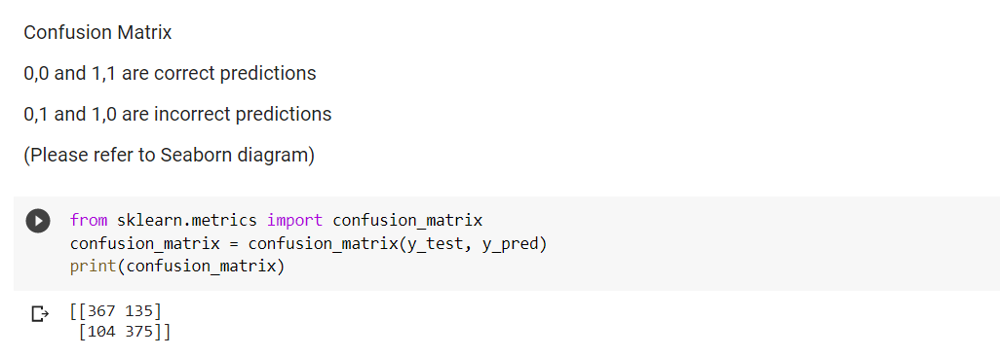 Confusion Matrix
0,0 and 1,1 are correct predictions
0,1 and 1,0 are incorrect predictions
(Please refer to Seaborn diagram)
from sklearn.metrics import confusion_matrix
confusion_matrix = confusion_matrix(y_test, y_pred)
print(confusion_matrix)
[[367 135]
 [104 375]]